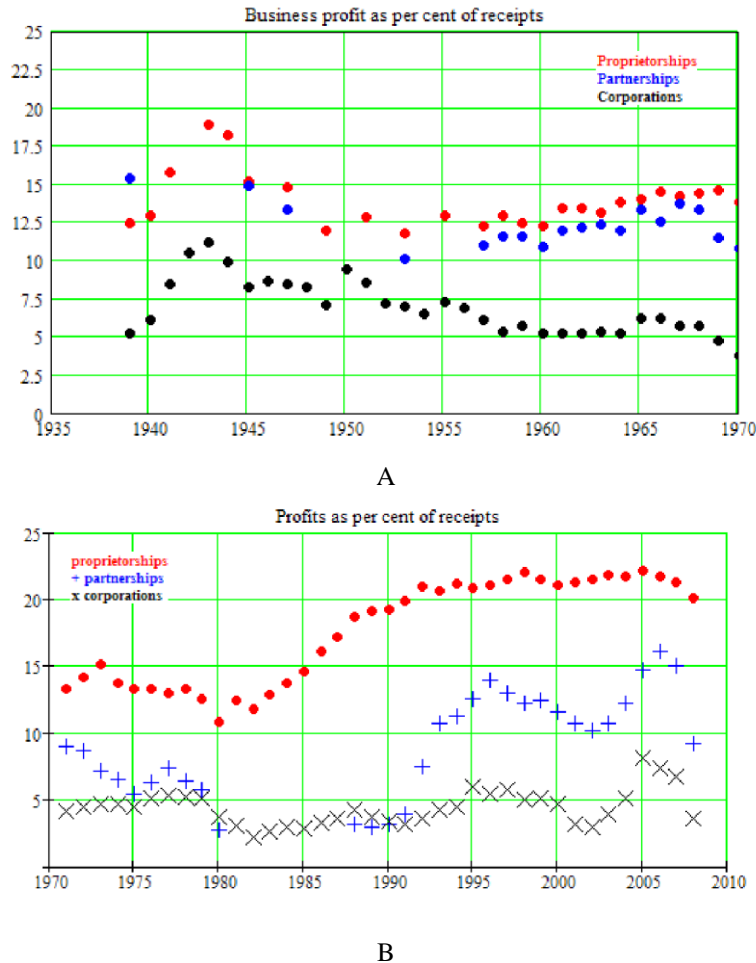 Business profit as per cent of receipts
25
22.5
20
17.5
15
12.5
10
7.5
5
2.5
0
Proprietorships
Partnerships
Corporations
1935 1940 1945 1950 1955 1960 1965 1970
A
Profits as per cent of receipts
25
20
15
10
5
proprietorships
+ partnerships
x corporations
1970 1975 1980 1985 1990 1995 2000 2005 2010
B